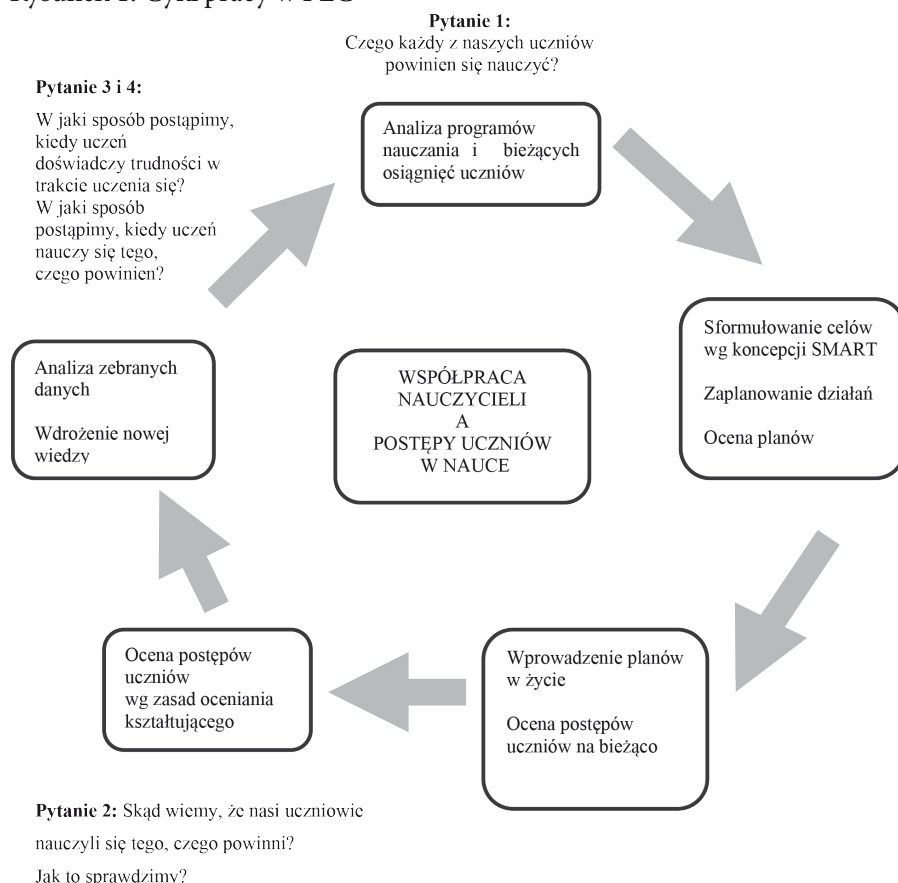 Pytanie 1:
Czego każdy z naszych uczniów
powinien się nauczyć?
Pytanie 3 i 4:
W jaki sposób postąpimy,
kiedy uczeń
doświadczy trudności w
trakcie uczenia się?
W jaki sposób
postąpimy, kiedy uczeń
nauczy się tego,
czego powinien?
Analiza programów
nauczania i bieżących
osiągnięć uczniów
Sformułowanie celów
wg koncepcji SMART
Zaplanowanie działań
Ocena planów
Analiza zebranych
danych
Wdrożenie nowej
wiedzy
WSPÓŁPRACA
NAUCZYCIELI
A
POSTĘPY UCZNIÓW
W NAUCE
Ocena postępów
uczniów
wg zasad oceniania
kształtującego
Wprowadzenie planów
w życie
Ocena postępów
uczniów na bieżąco
Pytanie 2: Skąd wiemy, że nasi uczniowie
nauczyli się tego, czego powinni?
Jak to sprawdzimy?